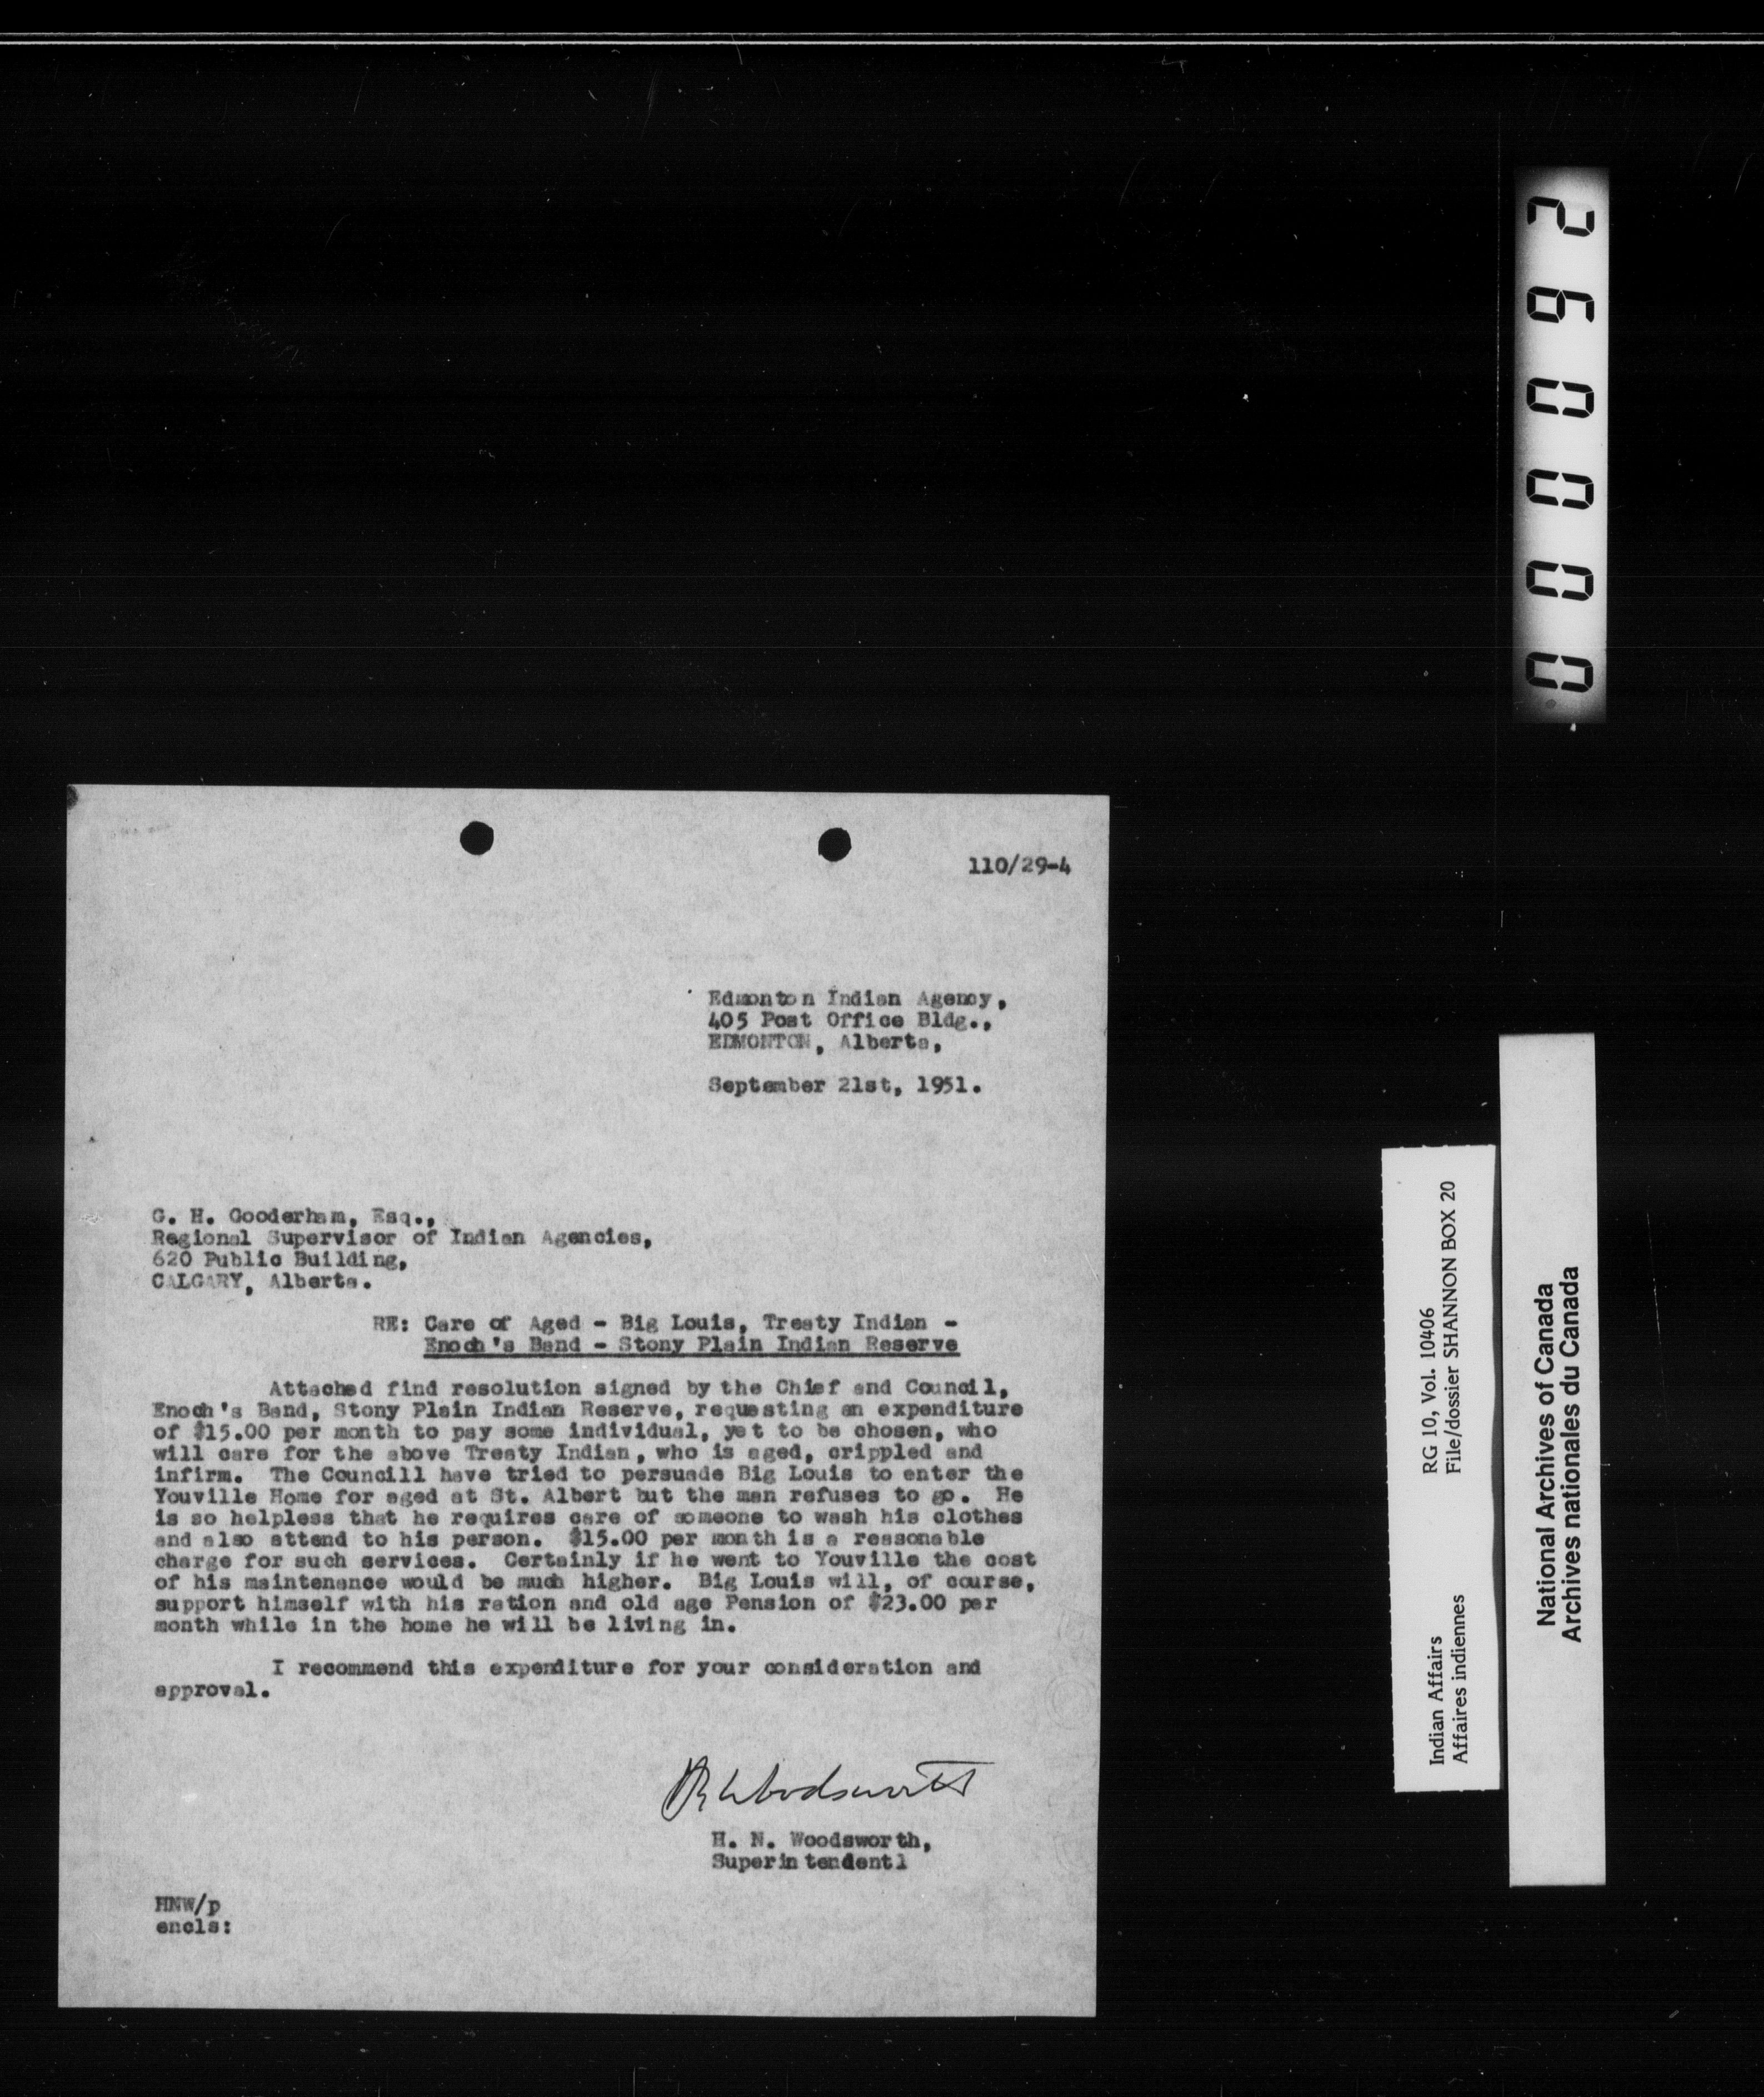 110/29-4
Edmonton Indian Agency,
405 Post Office Bldg.,
EDMONTON, Alberta,
September 21st, 1951.
G. H. Gooderham, Esq.,
Regional Supervisor of Indian Agencies,
620 Public Building,
CALGARY, Alberta.
RE: Care of Aged - Big Louis, Treaty Indian -
Enoch's Band - Stony Plain Indian Reserve
Attached find resolution signed by the Chief and Council,
Enoch's Band, Stony Plain Indian Reserve, requesting an expenditure
of $15.00 per month to pay some individual, yet to be chosen, who
will care for the above Treaty Indian, who is aged, crippled and
infirm. The Councill have tried to persuade Big Louis to enter the
Youville Home for aged at St. Albert but the man refuses to go. He
is so helpless that he requires care of someone to wash his clothes
and also attend to his person. $15.00 per month is a reasonable
charge for such services. Certainly if he went to Youville the cost
of his maintenance would be much higher. Big Louis will, of course,
support himself with his ration and old age Pension of $23.00 per
month while in the home he will be living in.
I recommend this expenditure for your consideration and
approval.
HN Woodsworth
H. N. Woodsworth,
Superintendent1
HNW/p
encls:
000092
Indian Affairs RG 10, Vol. 10406
Affaires indiennes File/dossier SHANNON BOX 20
National Archives of Canada
Archives nationales du Canada